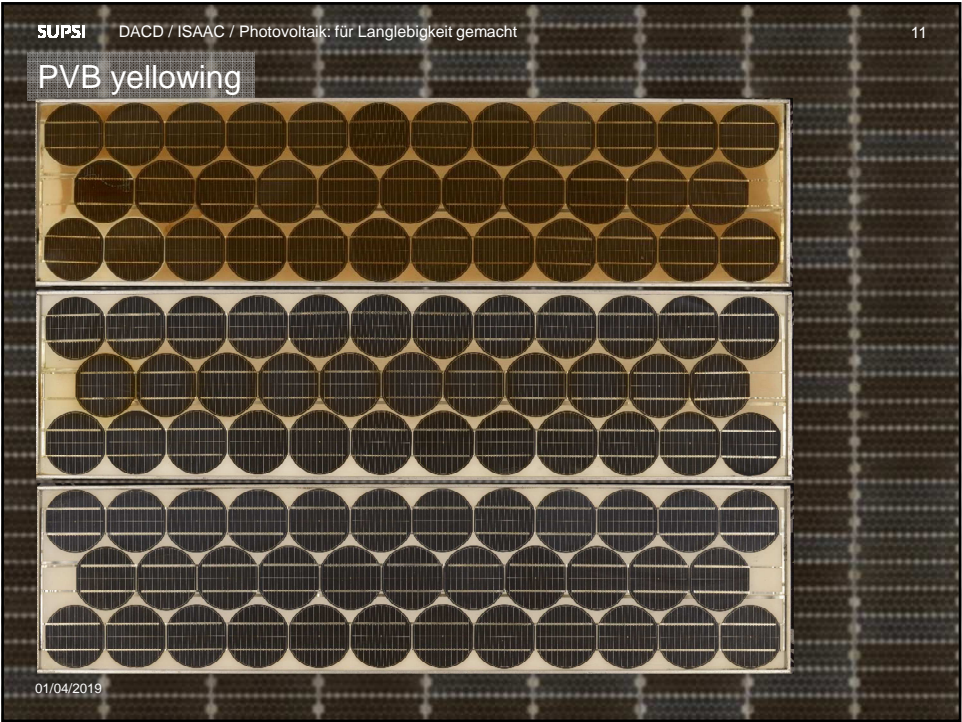 SUPSI DACD / ISAAC / Photovoltaik: für Langlebigkeit gemacht 11
PVB yellowing
01/04/2019